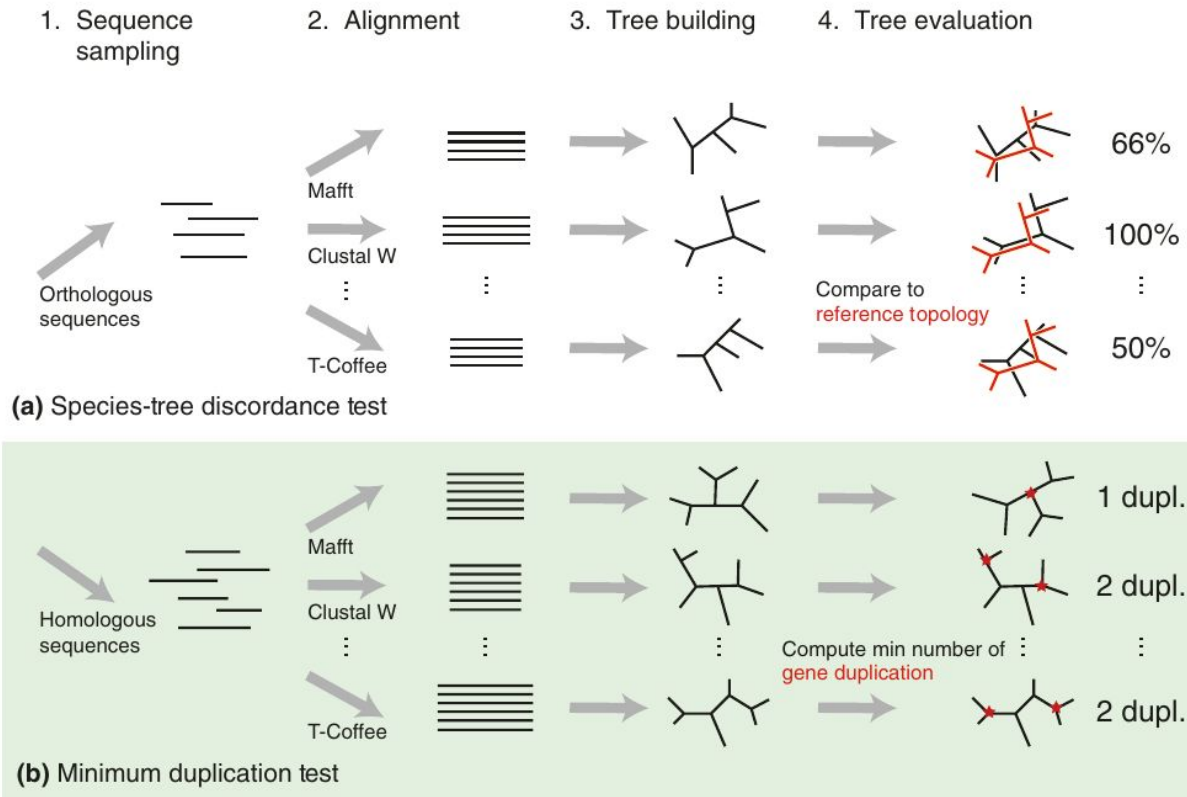 1. Sequence
sampling
2. Alignment
3. Tree building
4. Tree evaluation
Mafft
66%
Clustal W
100%
Orthologous
sequences
Compare to
reference topology
T-Coffee
50%
(a) Species-tree discordance test
Mafft
1 dupl.
Clustal W
2 dupl.
Homologous
sequences
Compute min number of
gene duplication
T-Coffee
2 dupl.
(b) Minimum duplication test